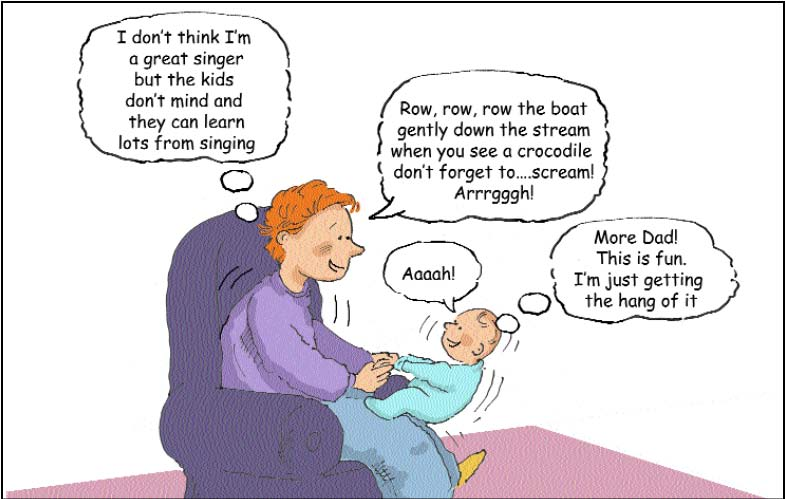 I don't think I'm
a great singer
but the kids
don't mind and
they can learn
lots from singing
Row, row, row the boat
gently down the stream
when you see a crocodile
don't forget to....scream!
Arrrgggh!
Aaaah!
More Dad!
This is fun.
I'm just getting
the hang of it